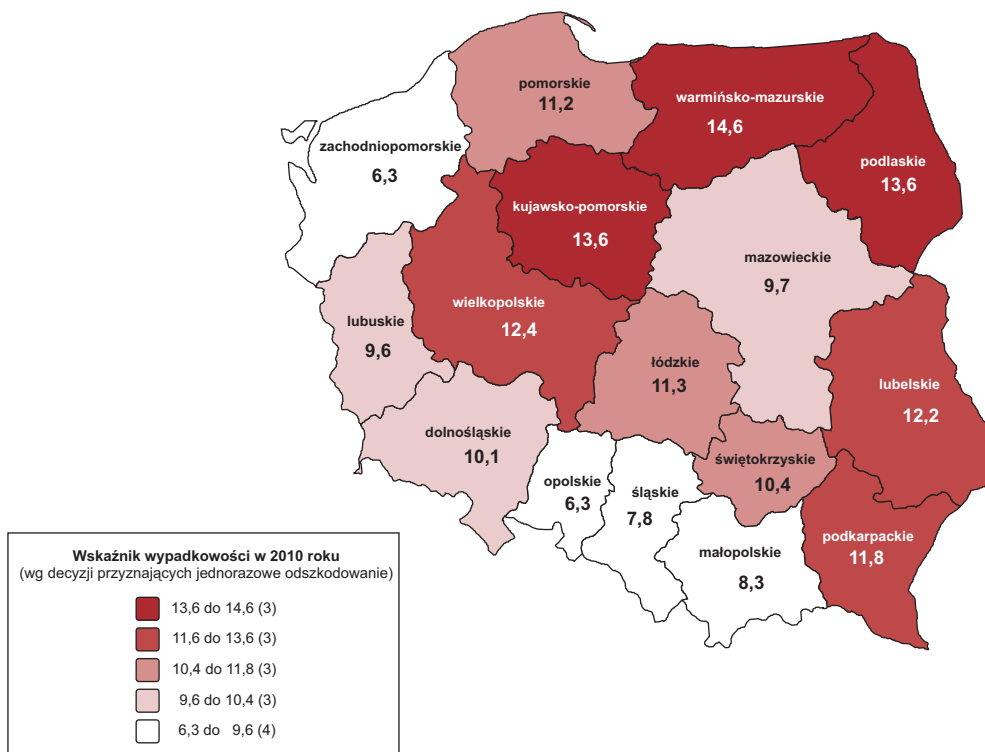 pomorskie
11,2
warmińsko-mazurskie
14,6
zachodniopomorskie
6,3
podlaskie
13,6
kujawsko-pomorskie
13,6
mazowieckie
9,7
wielkopolskie
12,4
lubuskie
9,6
łódzkie
11,3
lubelskie
12,2
dolnośląskie
10,1
świętokrzyskie
10,4
opolskie
6,3
śląskie
7,8
podkarpackie
11,8
małopolskie
8,3
Wskaźnik wypadkowości w 2010 roku
(wg decyzji przyznających jednorazowe odszkodowanie)
13,6 do 14,6 (3)
11,6 do 13,6 (3)
10,4 do 11,8 (3)
9,6 do 10,4 (3)
6,3 do 9,6 (4)